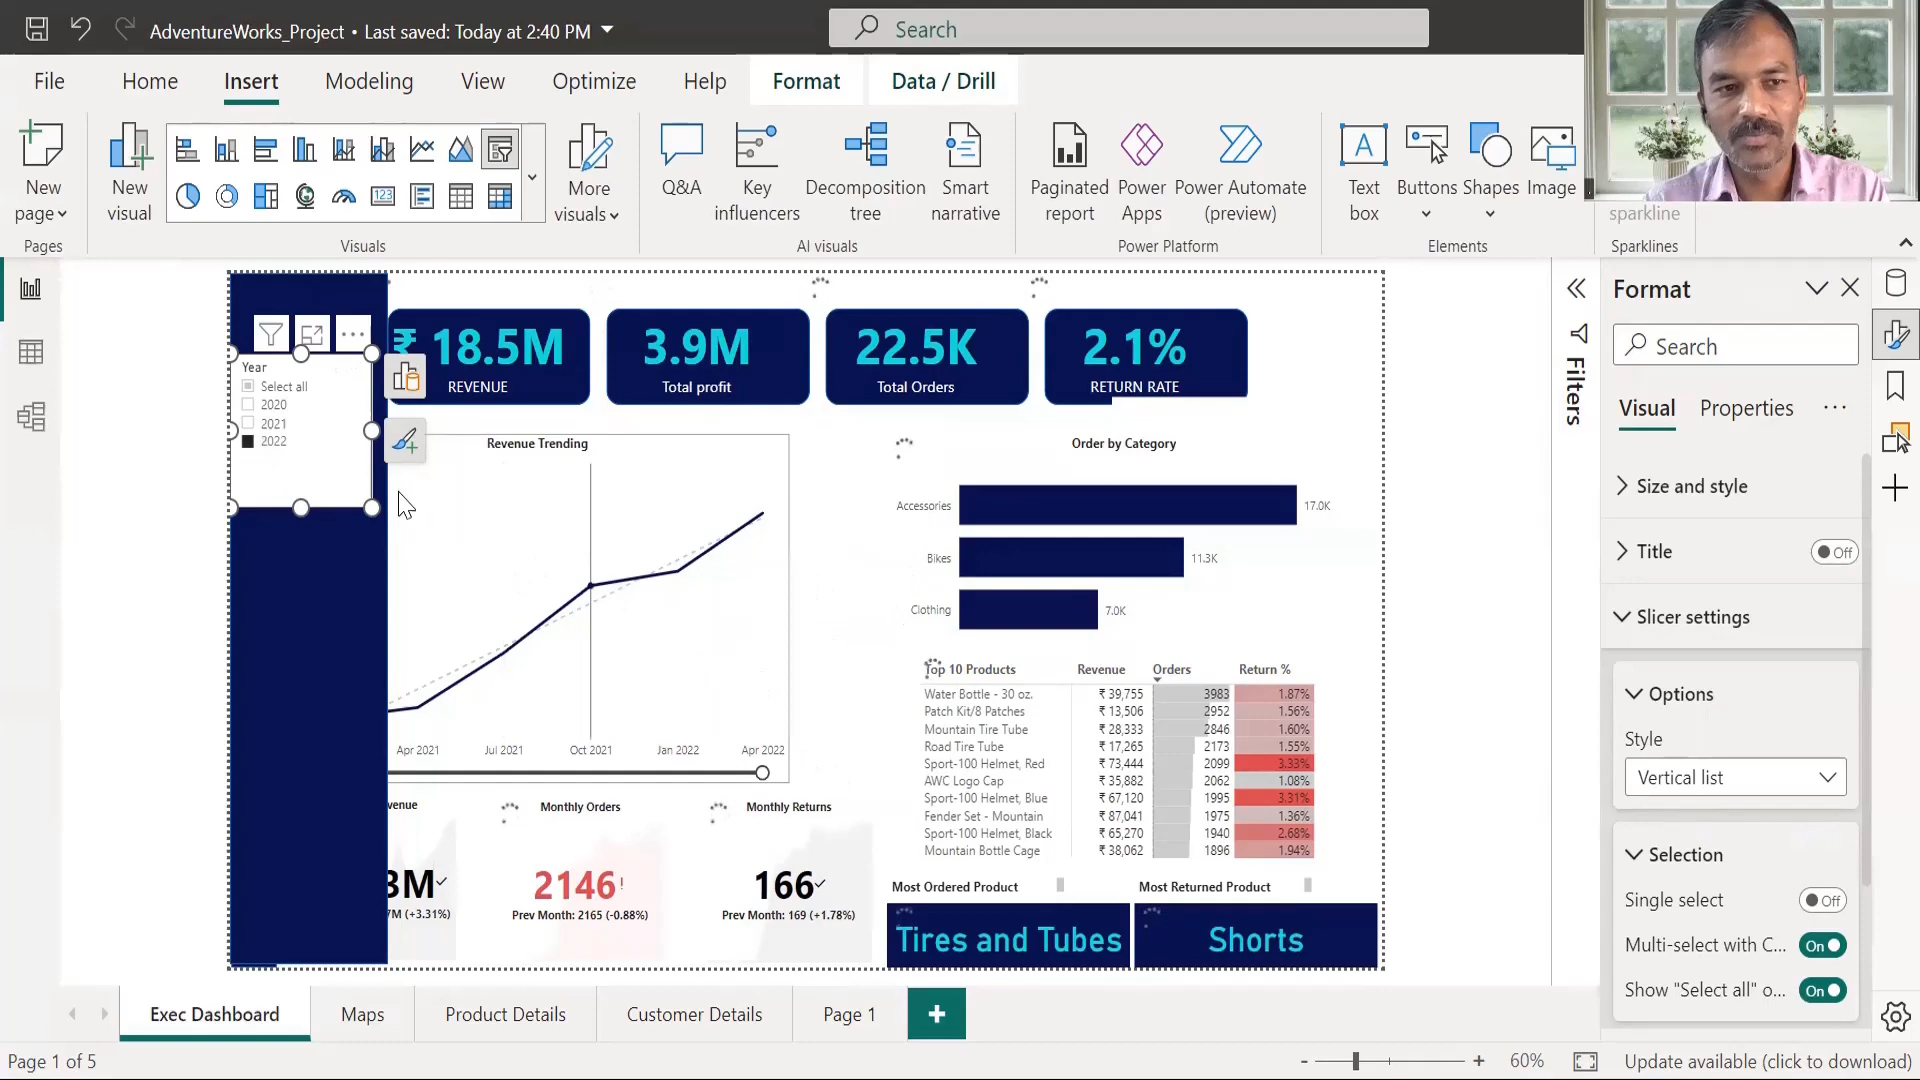 AdventureWorks_Project • Last saved: Today at 2:40 PM
Search
File
Home
Insert
Modeling
View
Optimize
Help
Format
Data / Drill
New page
New visual
More visuals
Q&A
Key influencers
Decomposition tree
Smart narrative
Paginated report
Power Apps
Power Automate (preview)
Text box
Buttons
Shapes
Image
sparkline
Pages
Visuals
AI visuals
Power Platform
Elements
Sparklines
₹ 18.5M
REVENUE
3.9M
Total profit
22.5K
Total Orders
2.1%
RETURN RATE
Year
Select all
2020
2021
2022
Revenue Trending
Apr 2021
Jul 2021
Oct 2021
Jan 2022
Apr 2022
Order by Category
Accessories 17.0K
Bikes 11.3K
Clothing 7.0K
Top 10 Products Revenue Orders Return %
Water Bottle - 30 oz. ₹ 39,755 3983 1.87%
Patch Kit/8 Patches ₹ 13,506 2952 1.56%
Mountain Tire Tube ₹ 28,333 2846 1.60%
Road Tire Tube ₹ 17,265 2173 1.55%
Sport-100 Helmet, Red ₹ 73,444 2099 3.33%
AWC Logo Cap ₹ 35,882 2062 1.08%
Sport-100 Helmet, Blue ₹ 67,120 1995 3.31%
Fender Set - Mountain ₹ 87,041 1975 1.36%
Sport-100 Helmet, Black ₹ 65,270 1940 2.68%
Mountain Bottle Cage ₹ 38,062 1896 1.94%
venue
3M
7M (+3.31%)
Monthly Orders
2146!
Prev Month: 2165 (-0.88%)
Monthly Returns
166
Prev Month: 169 (+1.78%)
Most Ordered Product
Tires and Tubes
Most Returned Product
Shorts
Filters
Format
Search
Visual
Properties
Size and style
Title Off
Slicer settings
Options
Style
Vertical list
Selection
Single select Off
Multi-select with C... On
Show "Select all" o... On
Exec Dashboard
Maps
Product Details
Customer Details
Page 1
Page 1 of 5
60%
Update available (click to download)